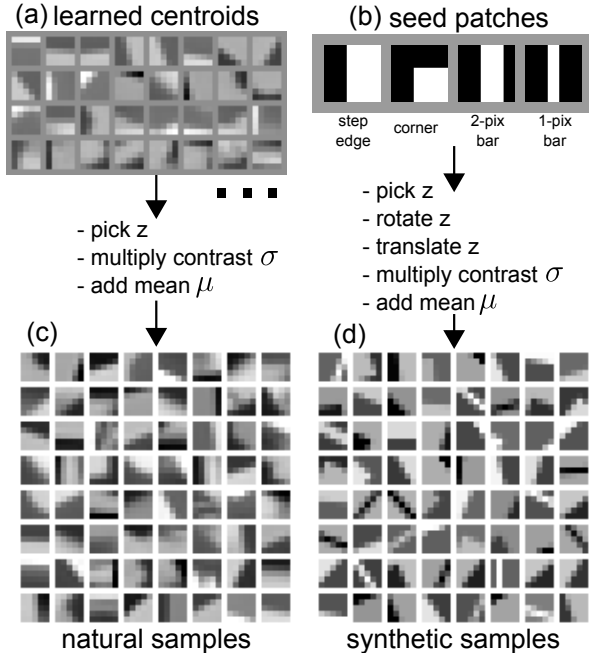 (a) learned centroids
(b) seed patches
step edge
corner
2-pix bar
1-pix bar
- pick z
- multiply contrast σ
- add mean μ
- pick z
- rotate z
- translate z
- multiply contrast σ
- add mean μ
(c)
(d)
natural samples
synthetic samples